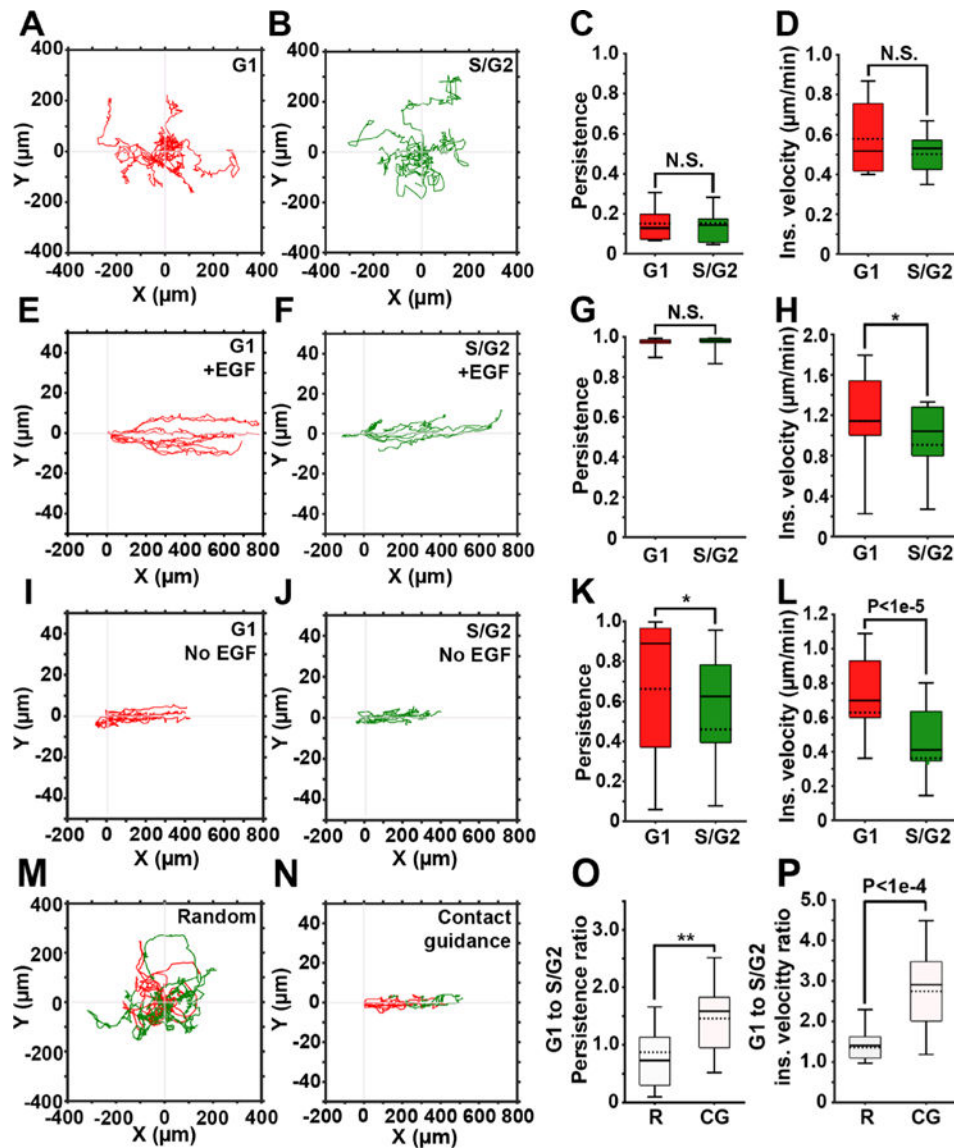 A
400
200
0
-200
-400
Y (µm)
G1
-400 -200 0 200 400
X (µm)
B
S/G2
-400 -200 0 200 400
X (µm)
C
1.0
0.8
0.6
0.4
0.2
0
Persistence
N.S.
G1 S/G2
D
1.0
0.8
0.6
0.4
0.2
0
Ins. velocity (µm/min)
N.S.
G1 S/G2
E
40
20
0
-20
-40
Y (µm)
G1
+EGF
-200 0 200 400 600 800
X (µm)
F
40
20
0
-20
-40
Y (µm)
S/G2
+EGF
-200 0 200 400 600 800
X (µm)
G
1.0
0.8
0.6
0.4
0.2
0
Persistence
N.S.
G1 S/G2
H
2.0
1.6
1.2
0.8
0.4
0
Ins. velocity (µm/min)
*
G1 S/G2
I
40
20
0
-20
-40
Y (µm)
G1
No EGF
-200 0 200 400 600 800
X (µm)
J
40
20
0
-20
-40
Y (µm)
S/G2
No EGF
-200 0 200 400 600 800
X (µm)
K
1.0
0.8
0.6
0.4
0.2
0
Persistence
*
G1 S/G2
L
1.2
1.0
0.8
0.6
0.4
0.2
0
Ins. velocity (µm/min)
P<1e-5
G1 S/G2
M
400
200
0
-200
-400
Y (µm)
Random
-400 -200 0 200 400
X (µm)
N
40
20
0
-20
-40
Y (µm)
Contact
guidance
-200 0 200 400 600 800
X (µm)
O
3.0
2.0
1.0
0
G1 to S/G2
Persistence ratio
**
R CG
P
5.0
4.0
3.0
2.0
1.0
0
G1 to S/G2
ins. velocitty ratio
P<1e-4
R CG